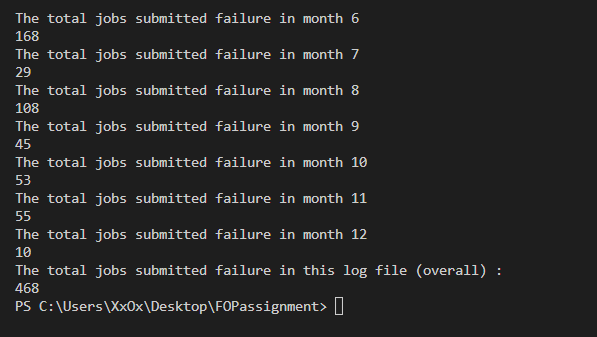 The total jobs submitted failure in month 6
168
The total jobs submitted failure in month 7
29
The total jobs submitted failure in month 8
108
The total jobs submitted failure in month 9
45
The total jobs submitted failure in month 10
53
The total jobs submitted failure in month 11
55
The total jobs submitted failure in month 12
10
The total jobs submitted failure in this log file (overall) :
468
PS C:\Users\XxOx\Desktop\FOPassignment>